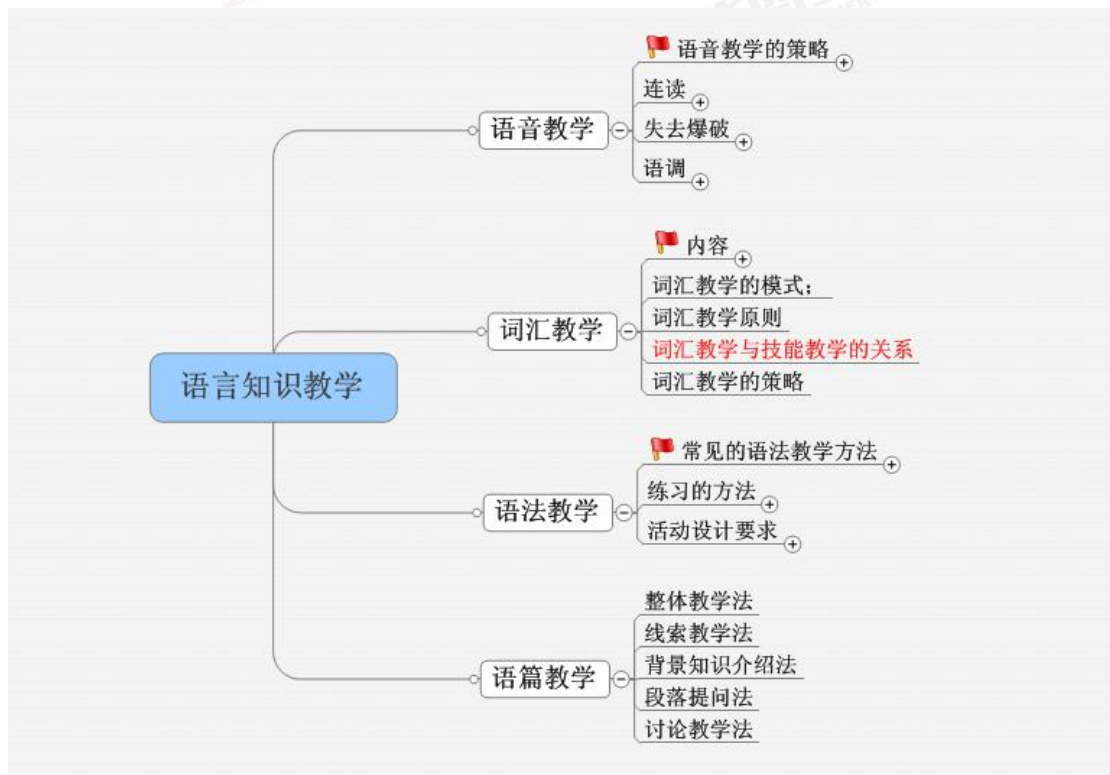 语言知识教学
语音教学
语音教学的策略
连读
失去爆破
语调
词汇教学
内容
词汇教学的模式；
词汇教学原则
词汇教学与技能教学的关系
词汇教学的策略
语法教学
常见的语法教学方法
练习的方法
活动设计要求
语篇教学
整体教学法
线索教学法
背景知识介绍法
段落提问法
讨论教学法